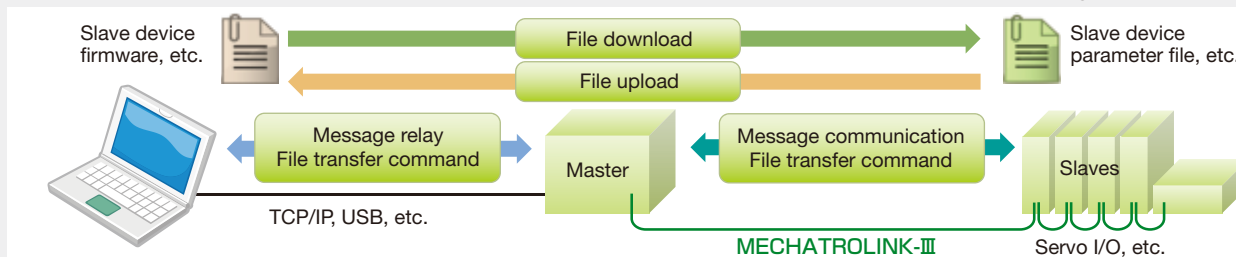 Slave device
firmware, etc.
File download
Slave device
parameter file, etc.
File upload
Message relay
File transfer command
Master
Message communication
File transfer command
Slaves
TCP/IP, USB, etc.
MECHATROLINK-Ⅲ
Servo I/O, etc.